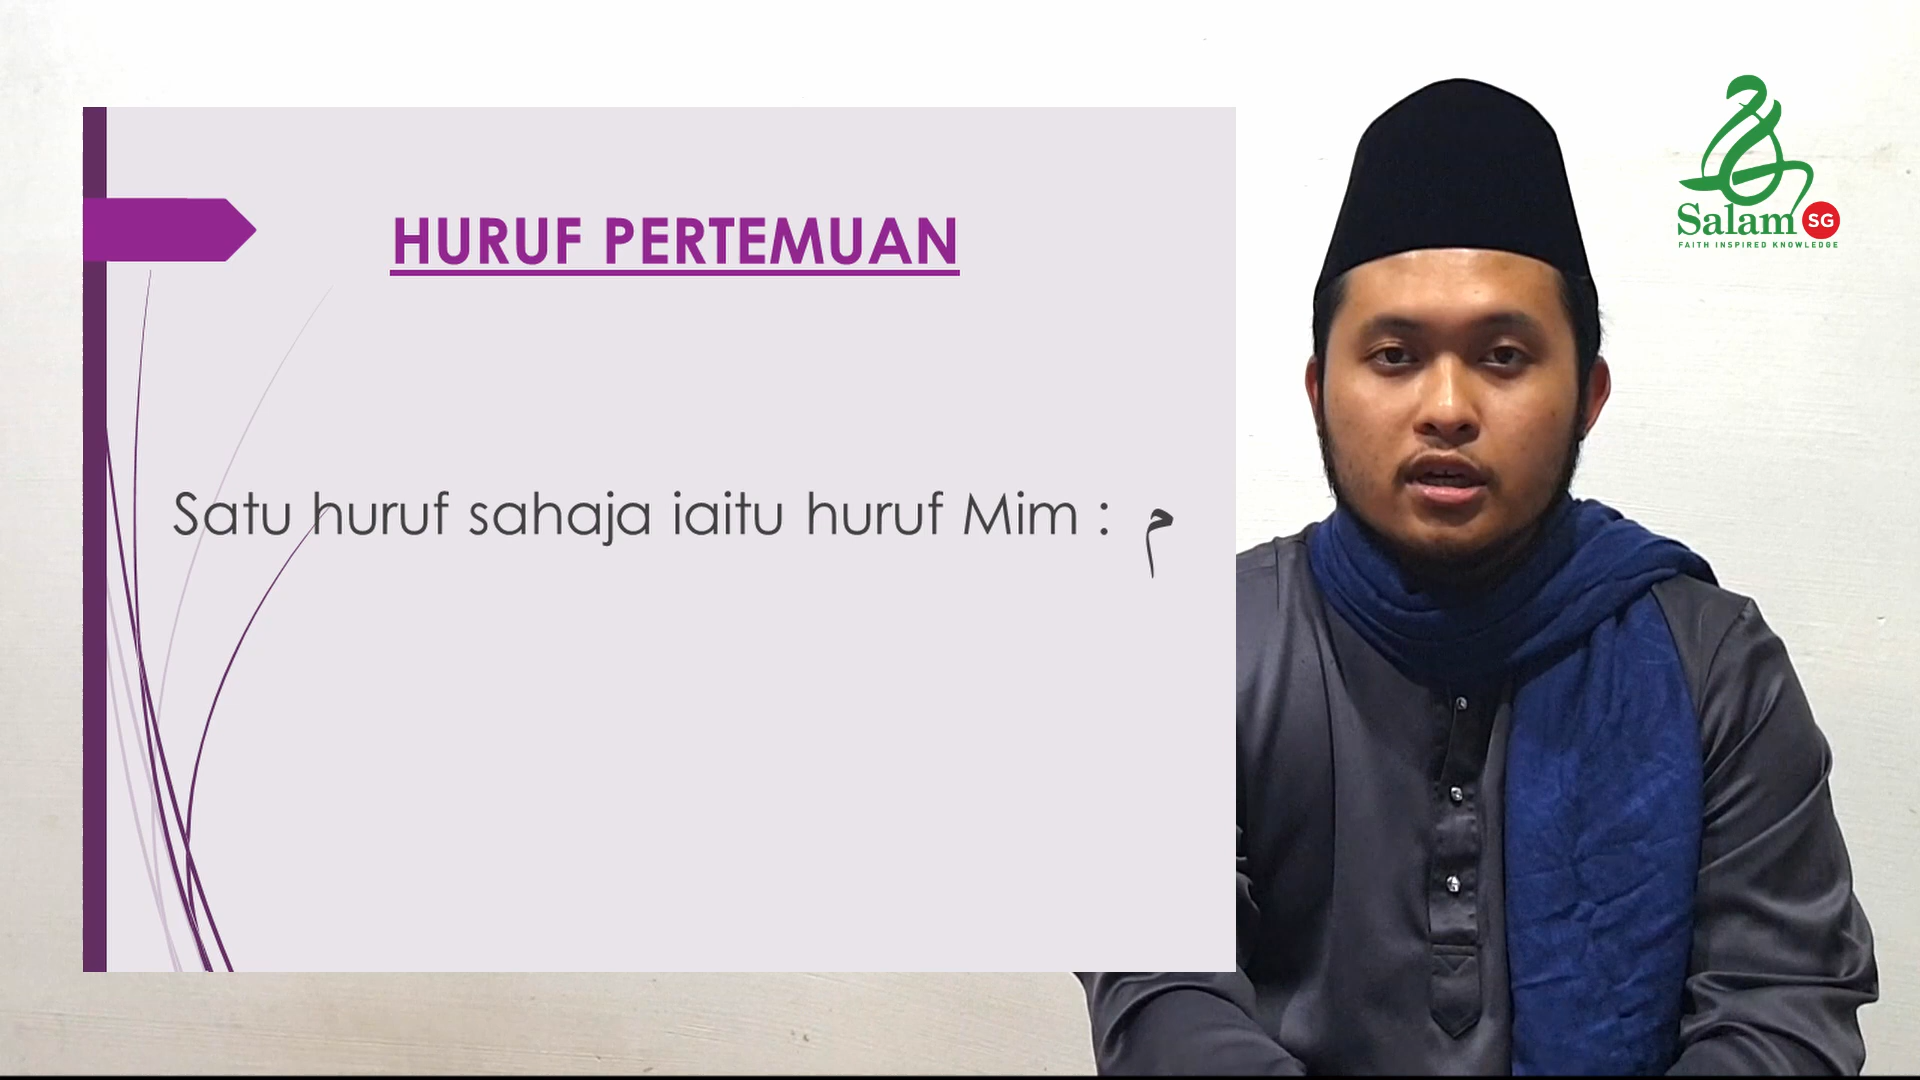 HURUF PERTEMUAN
Satu huruf sahaja iaitu huruf Mim : م
Salam SG
FAITH INSPIRED KNOWLEDGE